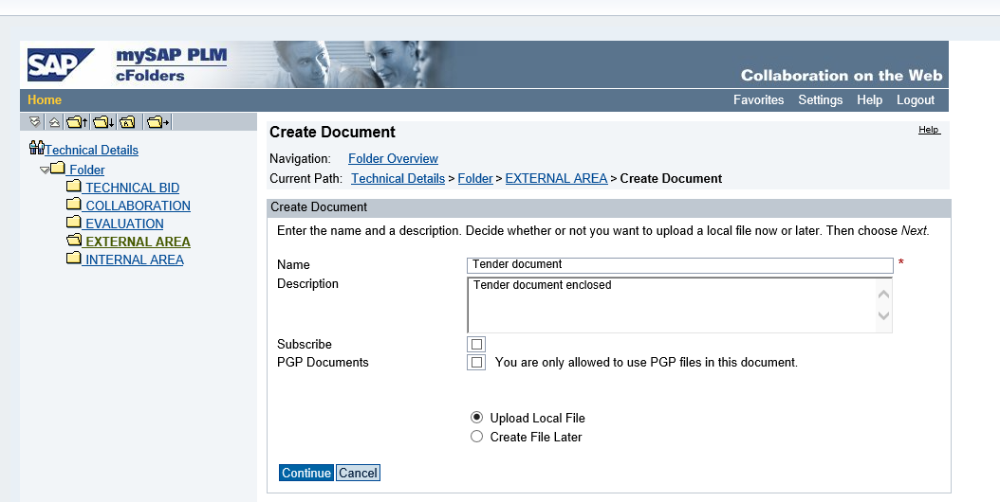 SAP
mySAP PLM
cFolders
Collaboration on the Web
Home
Favorites Settings Help Logout
Technical Details
Folder
TECHNICAL BID
COLLABORATION
EVALUATION
EXTERNAL AREA
INTERNAL AREA
Create Document
Help
Navigation: Folder Overview
Current Path: Technical Details > Folder > EXTERNAL AREA > Create Document
Create Document
Enter the name and a description. Decide whether or not you want to upload a local file now or later. Then choose Next.
Name Tender document *
Description Tender document enclosed
Subscribe
PGP Documents You are only allowed to use PGP files in this document.
Upload Local File
Create File Later
Continue Cancel